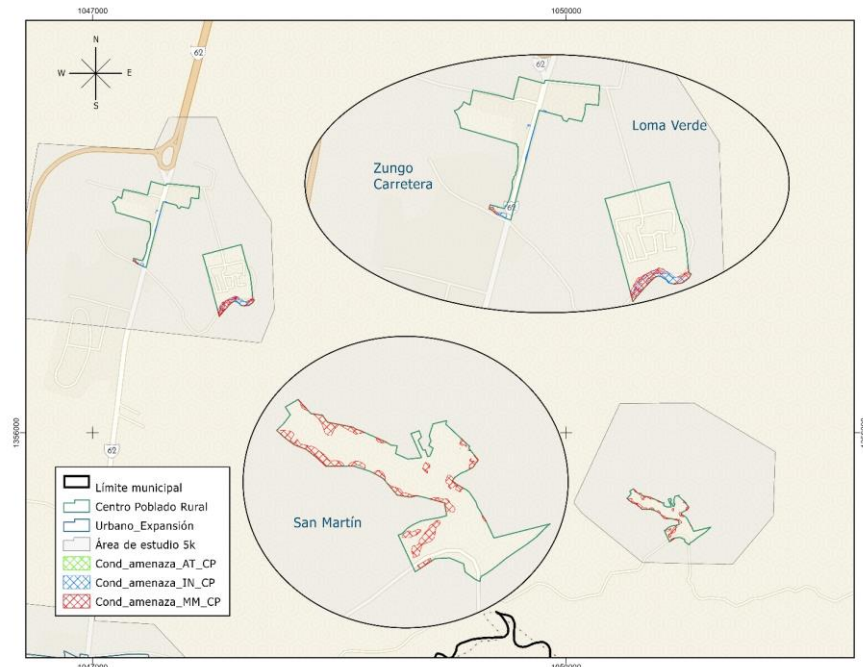 1047000
1050000
N
W E
S
62
62
Loma Verde
Zungo
Carretera
62
1356000
62
San Martín
Límite municipal
Centro Poblado Rural
Urbano_Expansión
Área de estudio 5k
Cond_amenaza_AT_CP
Cond_amenaza_IN_CP
Cond_amenaza_MM_CP
1047000
1050000